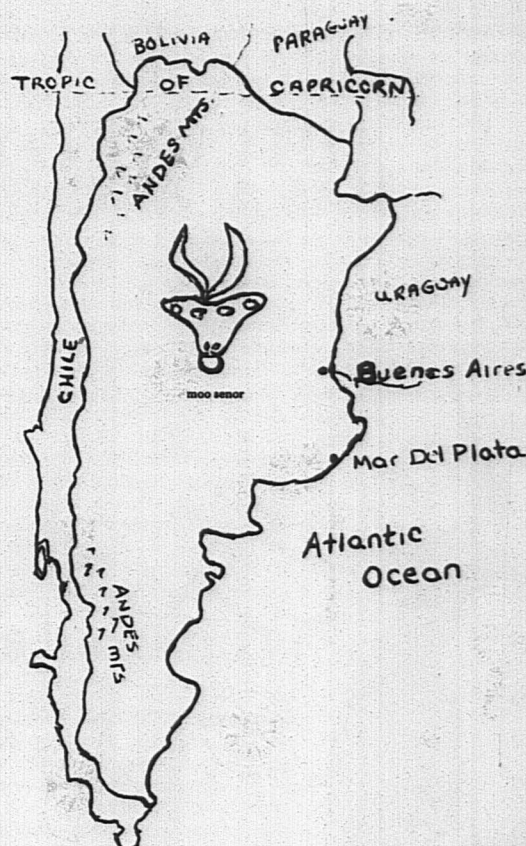 BOLIVIA
PARAGUAY
TROPIC OF CAPRICORN
ANDES MTS.
URAGUAY
CHILE
moo senor
Buenos Aires
Mar Del Plata
Atlantic
Ocean
ANDES
mts